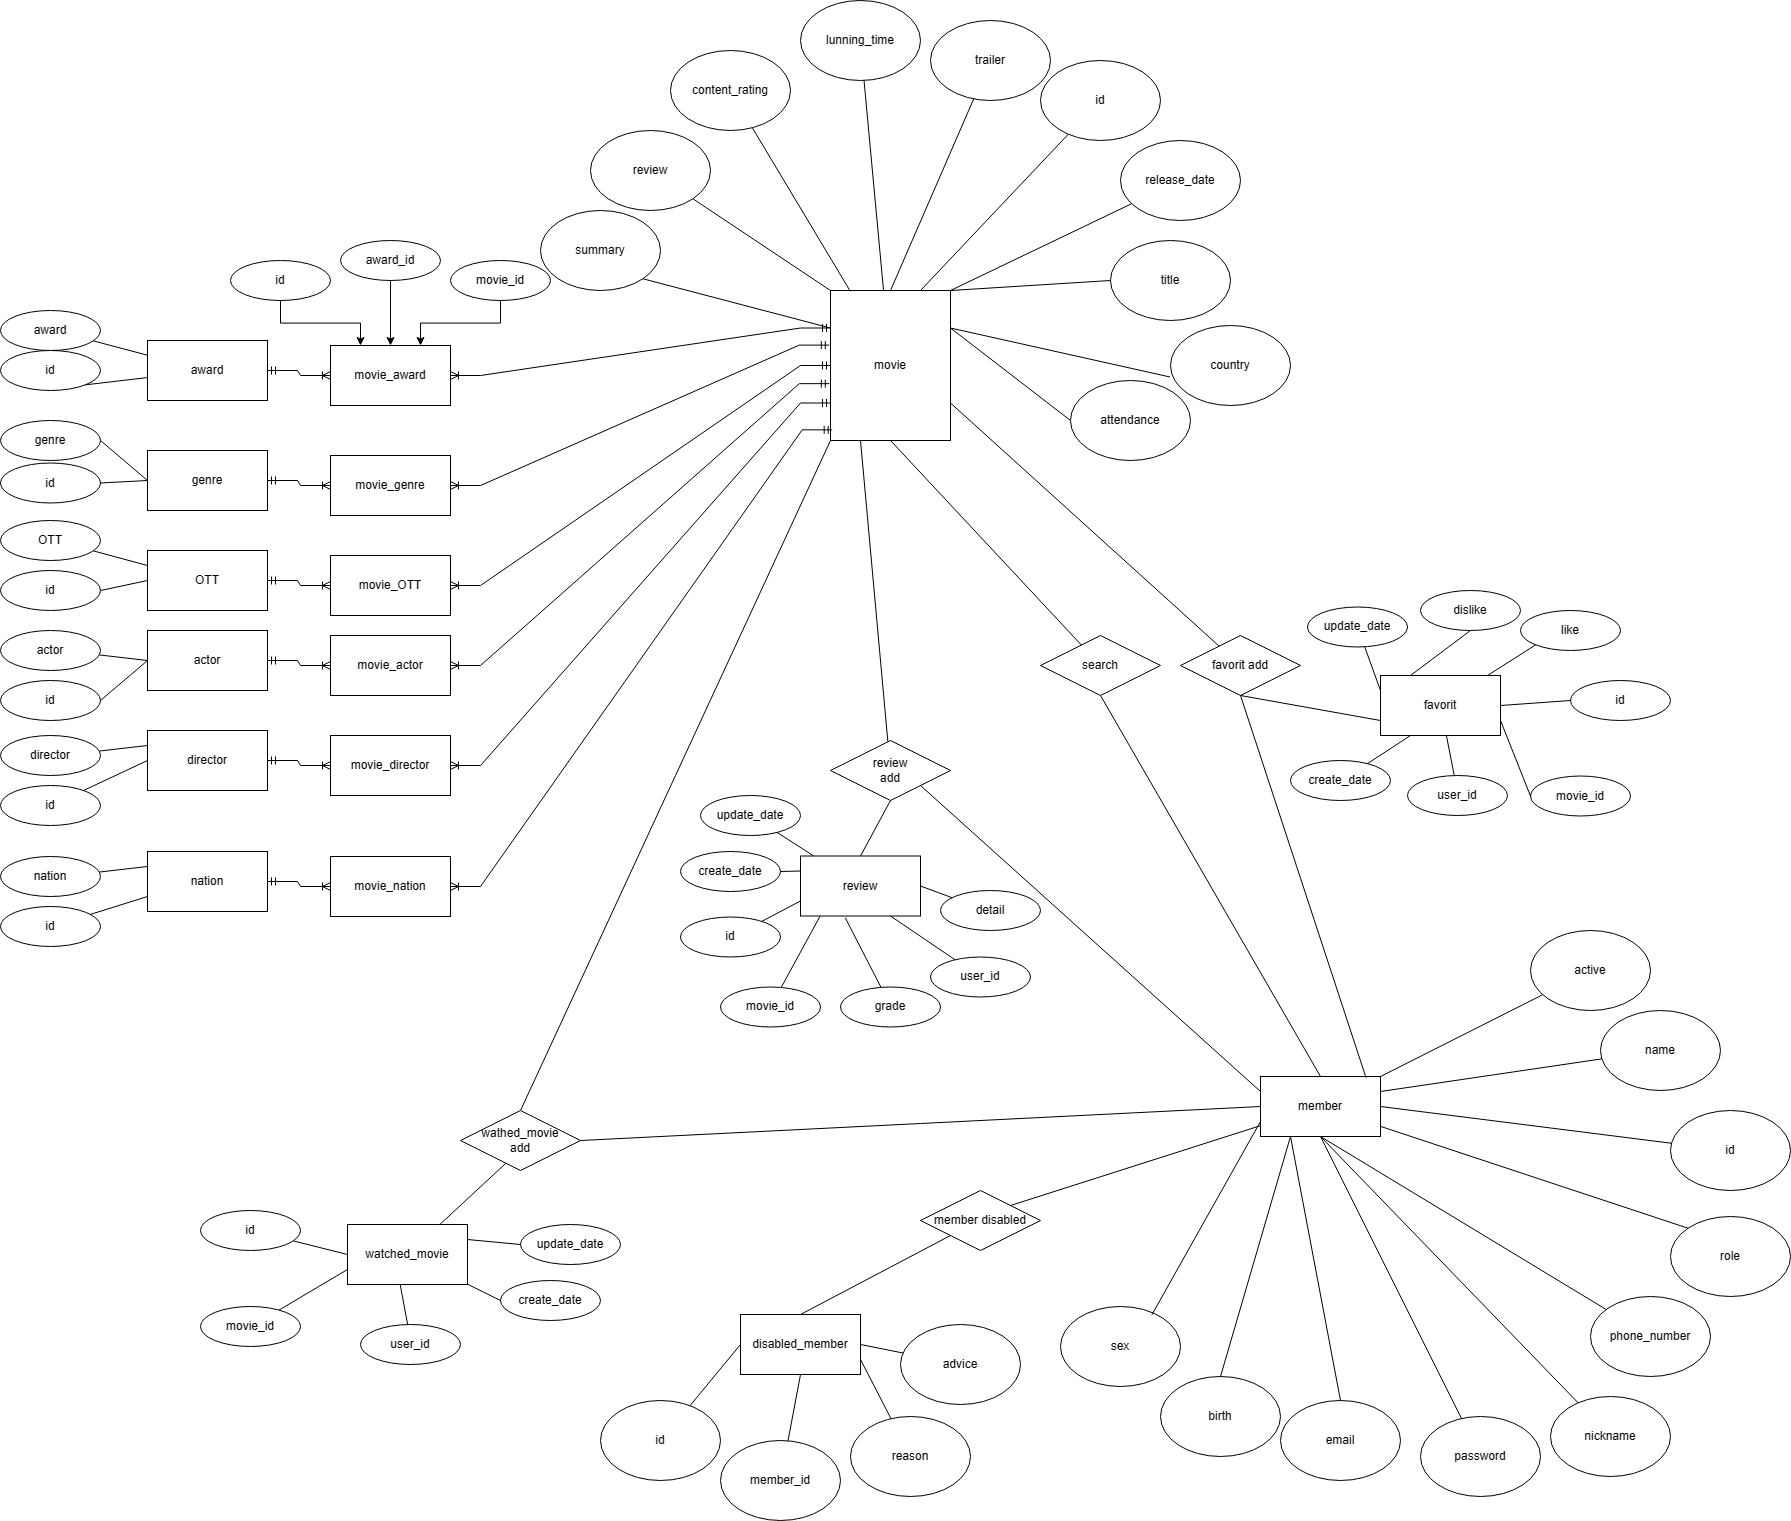 lunning_time
trailer
content_rating
id
review
release_date
summary
title
id
award_id
movie_id
country
attendance
movie
award
id
award
movie_award
genre
id
genre
movie_genre
OTT
id
OTT
movie_OTT
actor
id
actor
movie_actor
director
id
director
movie_director
nation
id
nation
movie_nation
search
favorit add
update_date
dislike
like
favorit
id
create_date
user_id
movie_id
review
add
update_date
create_date
review
id
detail
movie_id
grade
user_id
active
name
member
id
role
phone_number
nickname
password
email
birth
sex
wathed_movie
add
member disabled
id
watched_movie
update_date
create_date
movie_id
user_id
disabled_member
advice
id
member_id
reason